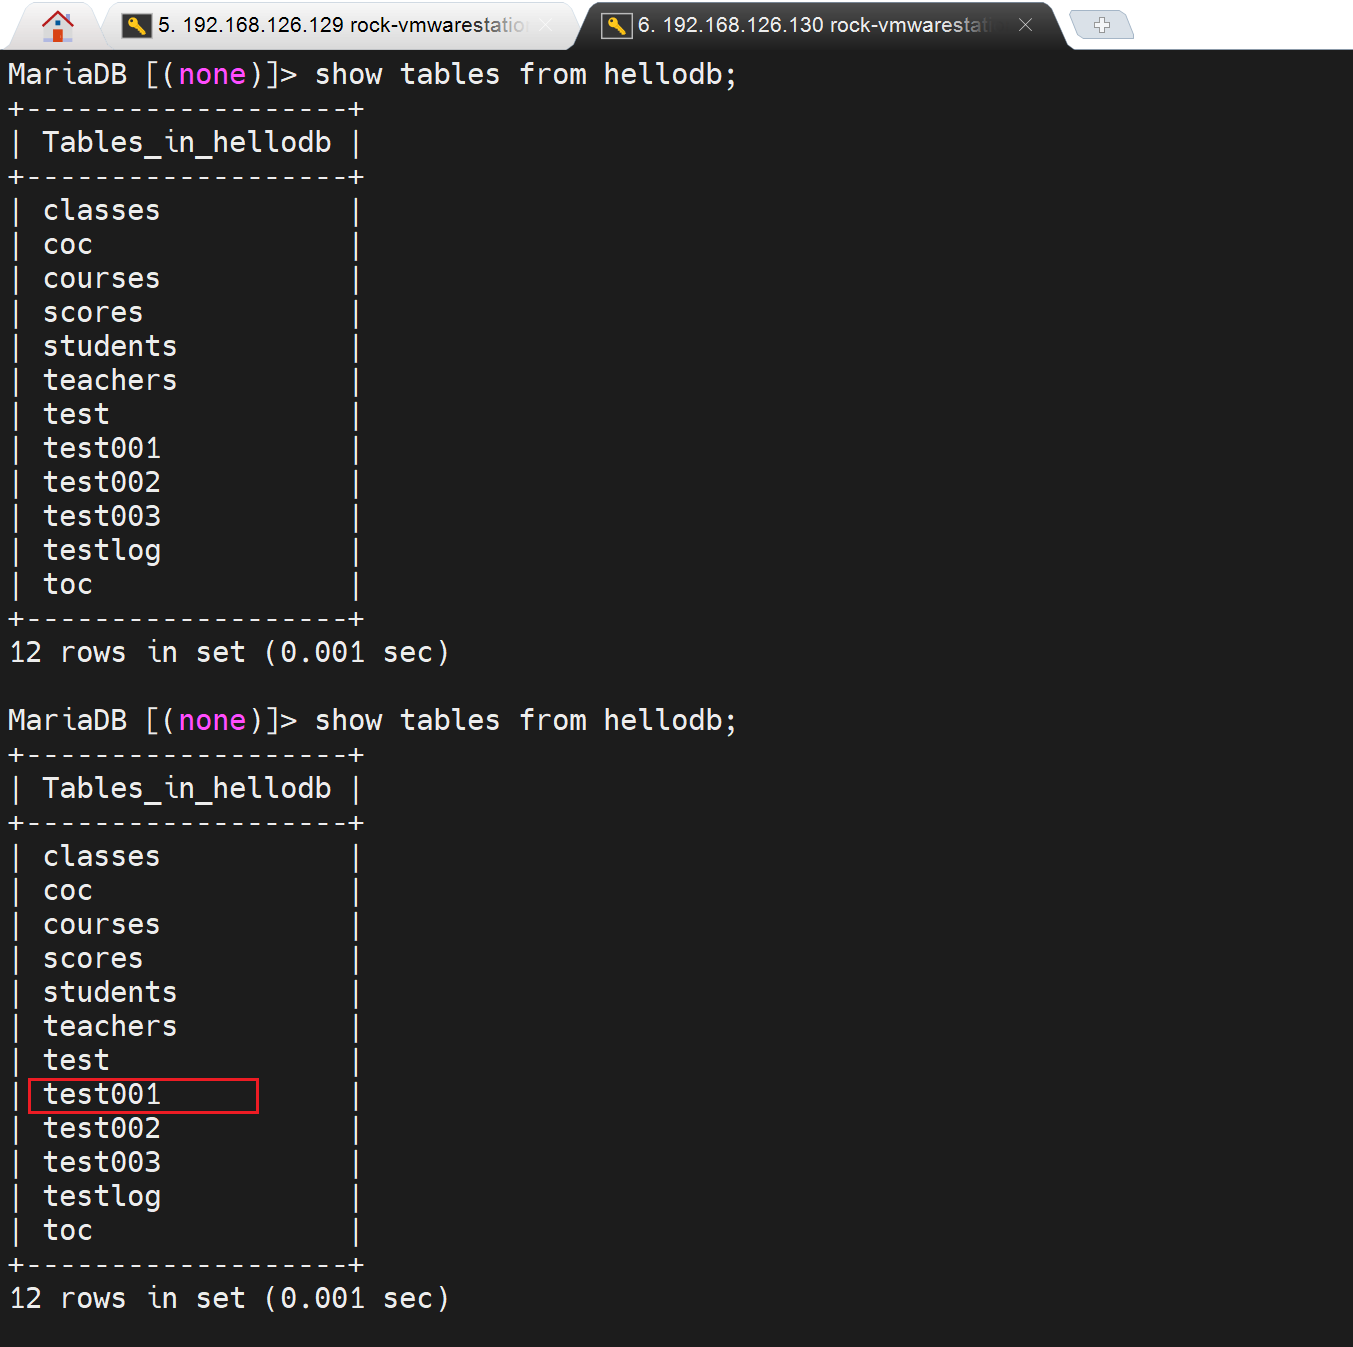 5. 192.168.126.129 rock-vmwarestatio
6. 192.168.126.130 rock-vmwarestati
MariaDB [(none)]> show tables from hellodb;
+-------------------+
| Tables_in_hellodb |
+-------------------+
| classes           |
| coc               |
| courses           |
| scores            |
| students          |
| teachers          |
| test              |
| test001           |
| test002           |
| test003           |
| testlog           |
| toc               |
+-------------------+
12 rows in set (0.001 sec)
MariaDB [(none)]> show tables from hellodb;
+-------------------+
| Tables_in_hellodb |
+-------------------+
| classes           |
| coc               |
| courses           |
| scores            |
| students          |
| teachers          |
| test              |
| test001           |
| test002           |
| test003           |
| testlog           |
| toc               |
+-------------------+
12 rows in set (0.001 sec)